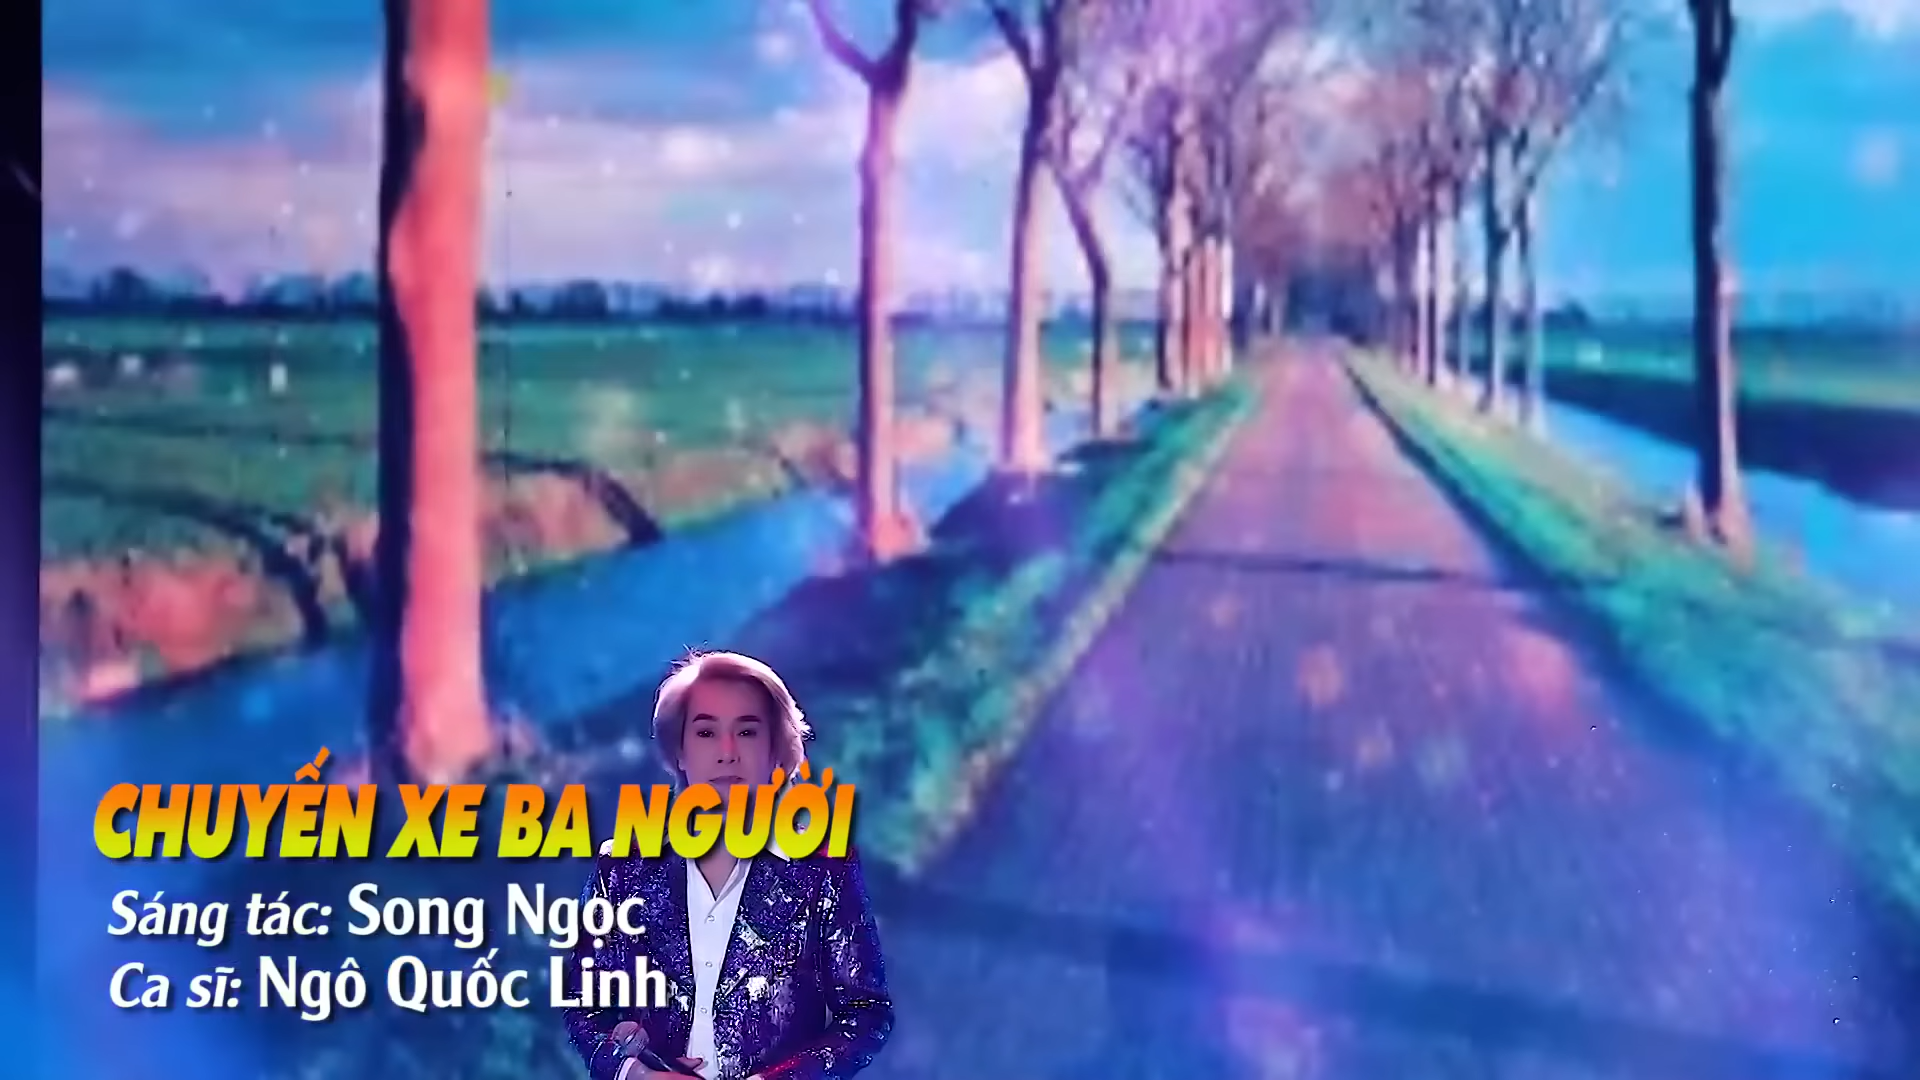 CHUYẾN XE BA NGƯỜI
Sáng tác: Song Ngọc
Ca sĩ: Ngô Quốc Linh